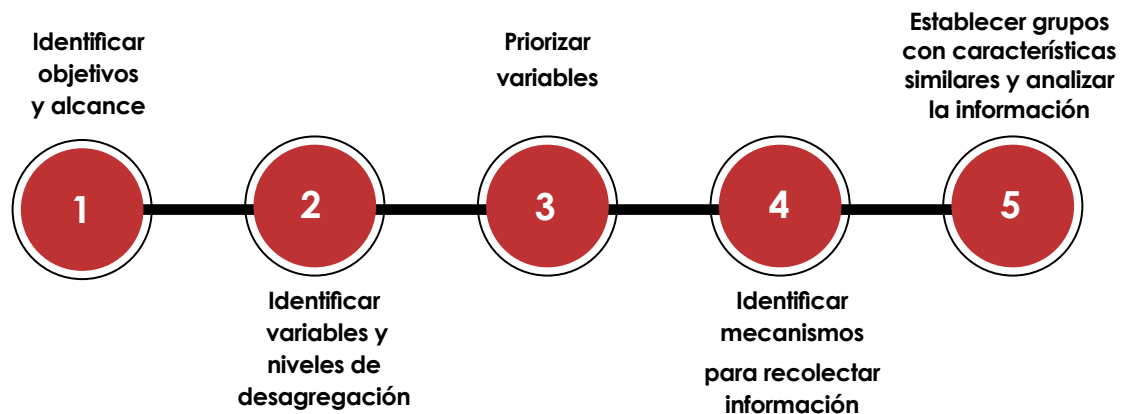 Identificar
objetivos
y alcance
1
Identificar
variables y
niveles de
desagregación
2
Priorizar
variables
3
Identificar
mecanismos
para recolectar
información
4
Establecer grupos
con características
similares y analizar
la información
5